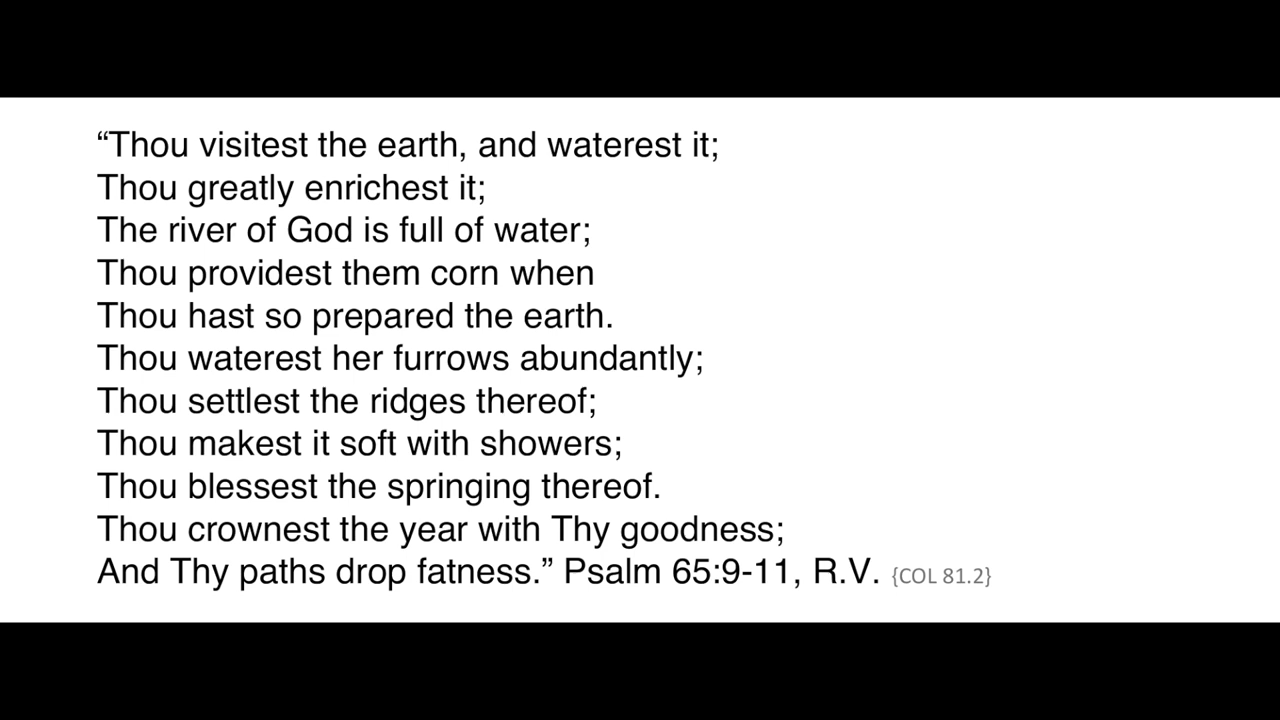 “Thou visitest the earth, and waterest it;
Thou greatly enrichest it;
The river of God is full of water;
Thou providest them corn when
Thou hast so prepared the earth.
Thou waterest her furrows abundantly;
Thou settlest the ridges thereof;
Thou makest it soft with showers;
Thou blessest the springing thereof.
Thou crownest the year with Thy goodness;
And Thy paths drop fatness.” Psalm 65:9-11, R.V. {COL 81.2}